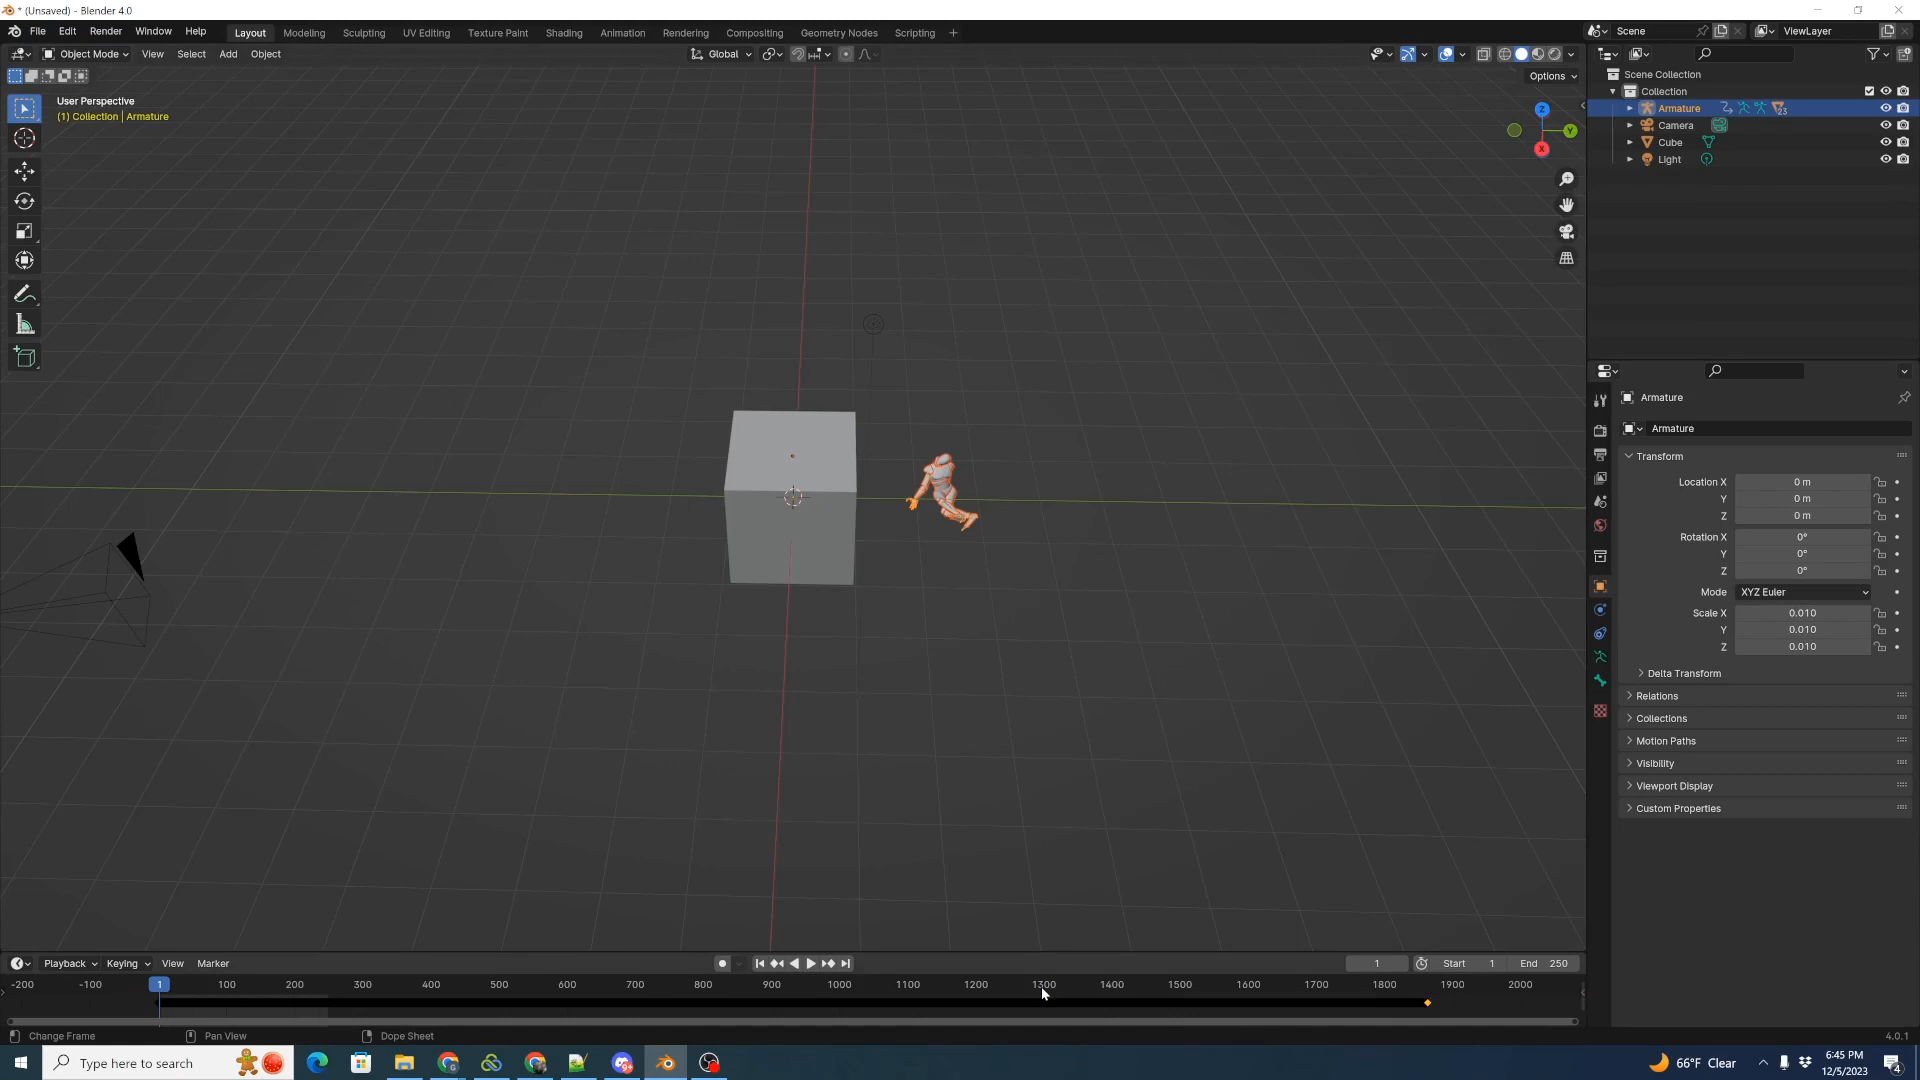 * (Unsaved) - Blender 4.0
File Edit Render Window Help Layout Modeling Sculpting UV Editing Texture Paint Shading Animation Rendering Compositing Geometry Nodes Scripting + Scene ViewLayer
Object Mode View Select Add Object Global
Options
User Perspective
(1) Collection | Armature
Z
Y
X
Scene Collection
Collection
Armature 23
Camera
Cube
Light
Armature
Armature
Transform
Location X 0 m
Y 0 m
Z 0 m
Rotation X 0°
Y 0°
Z 0°
Mode XYZ Euler
Scale X 0.010
Y 0.010
Z 0.010
Delta Transform
Relations
Collections
Motion Paths
Visibility
Viewport Display
Custom Properties
Playback Keying View Marker 1 Start 1 End 250
-200 -100 1 100 200 300 400 500 600 700 800 900 1000 1100 1200 1300 1400 1500 1600 1700 1800 1900 2000
Change Frame Pan View Dope Sheet 4.0.1
Type here to search 9+ 66°F Clear 6:45 PM
12/5/2023 4